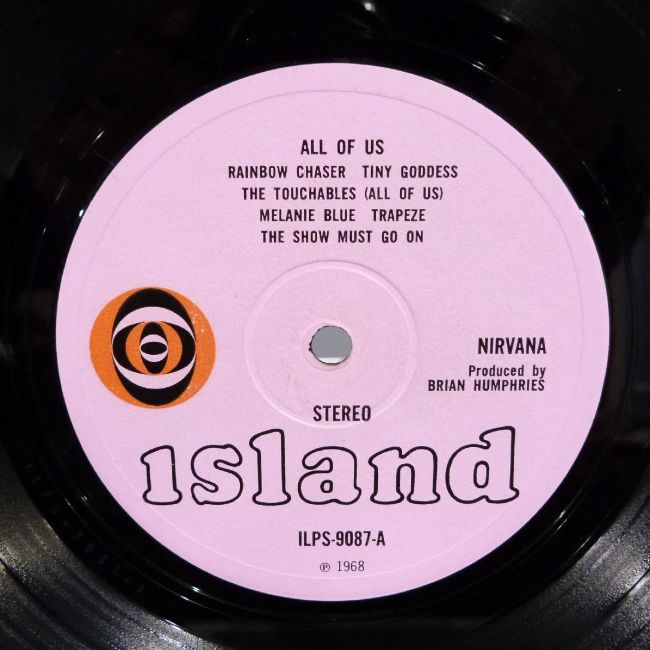 ALL OF US
RAINBOW CHASER TINY GODDESS
THE TOUCHABLES (ALL OF US)
MELANIE BLUE TRAPEZE
THE SHOW MUST GO ON
NIRVANA
Produced by
BRIAN HUMPHRIES
STEREO
island
ILPS-9087-A
℗ 1968